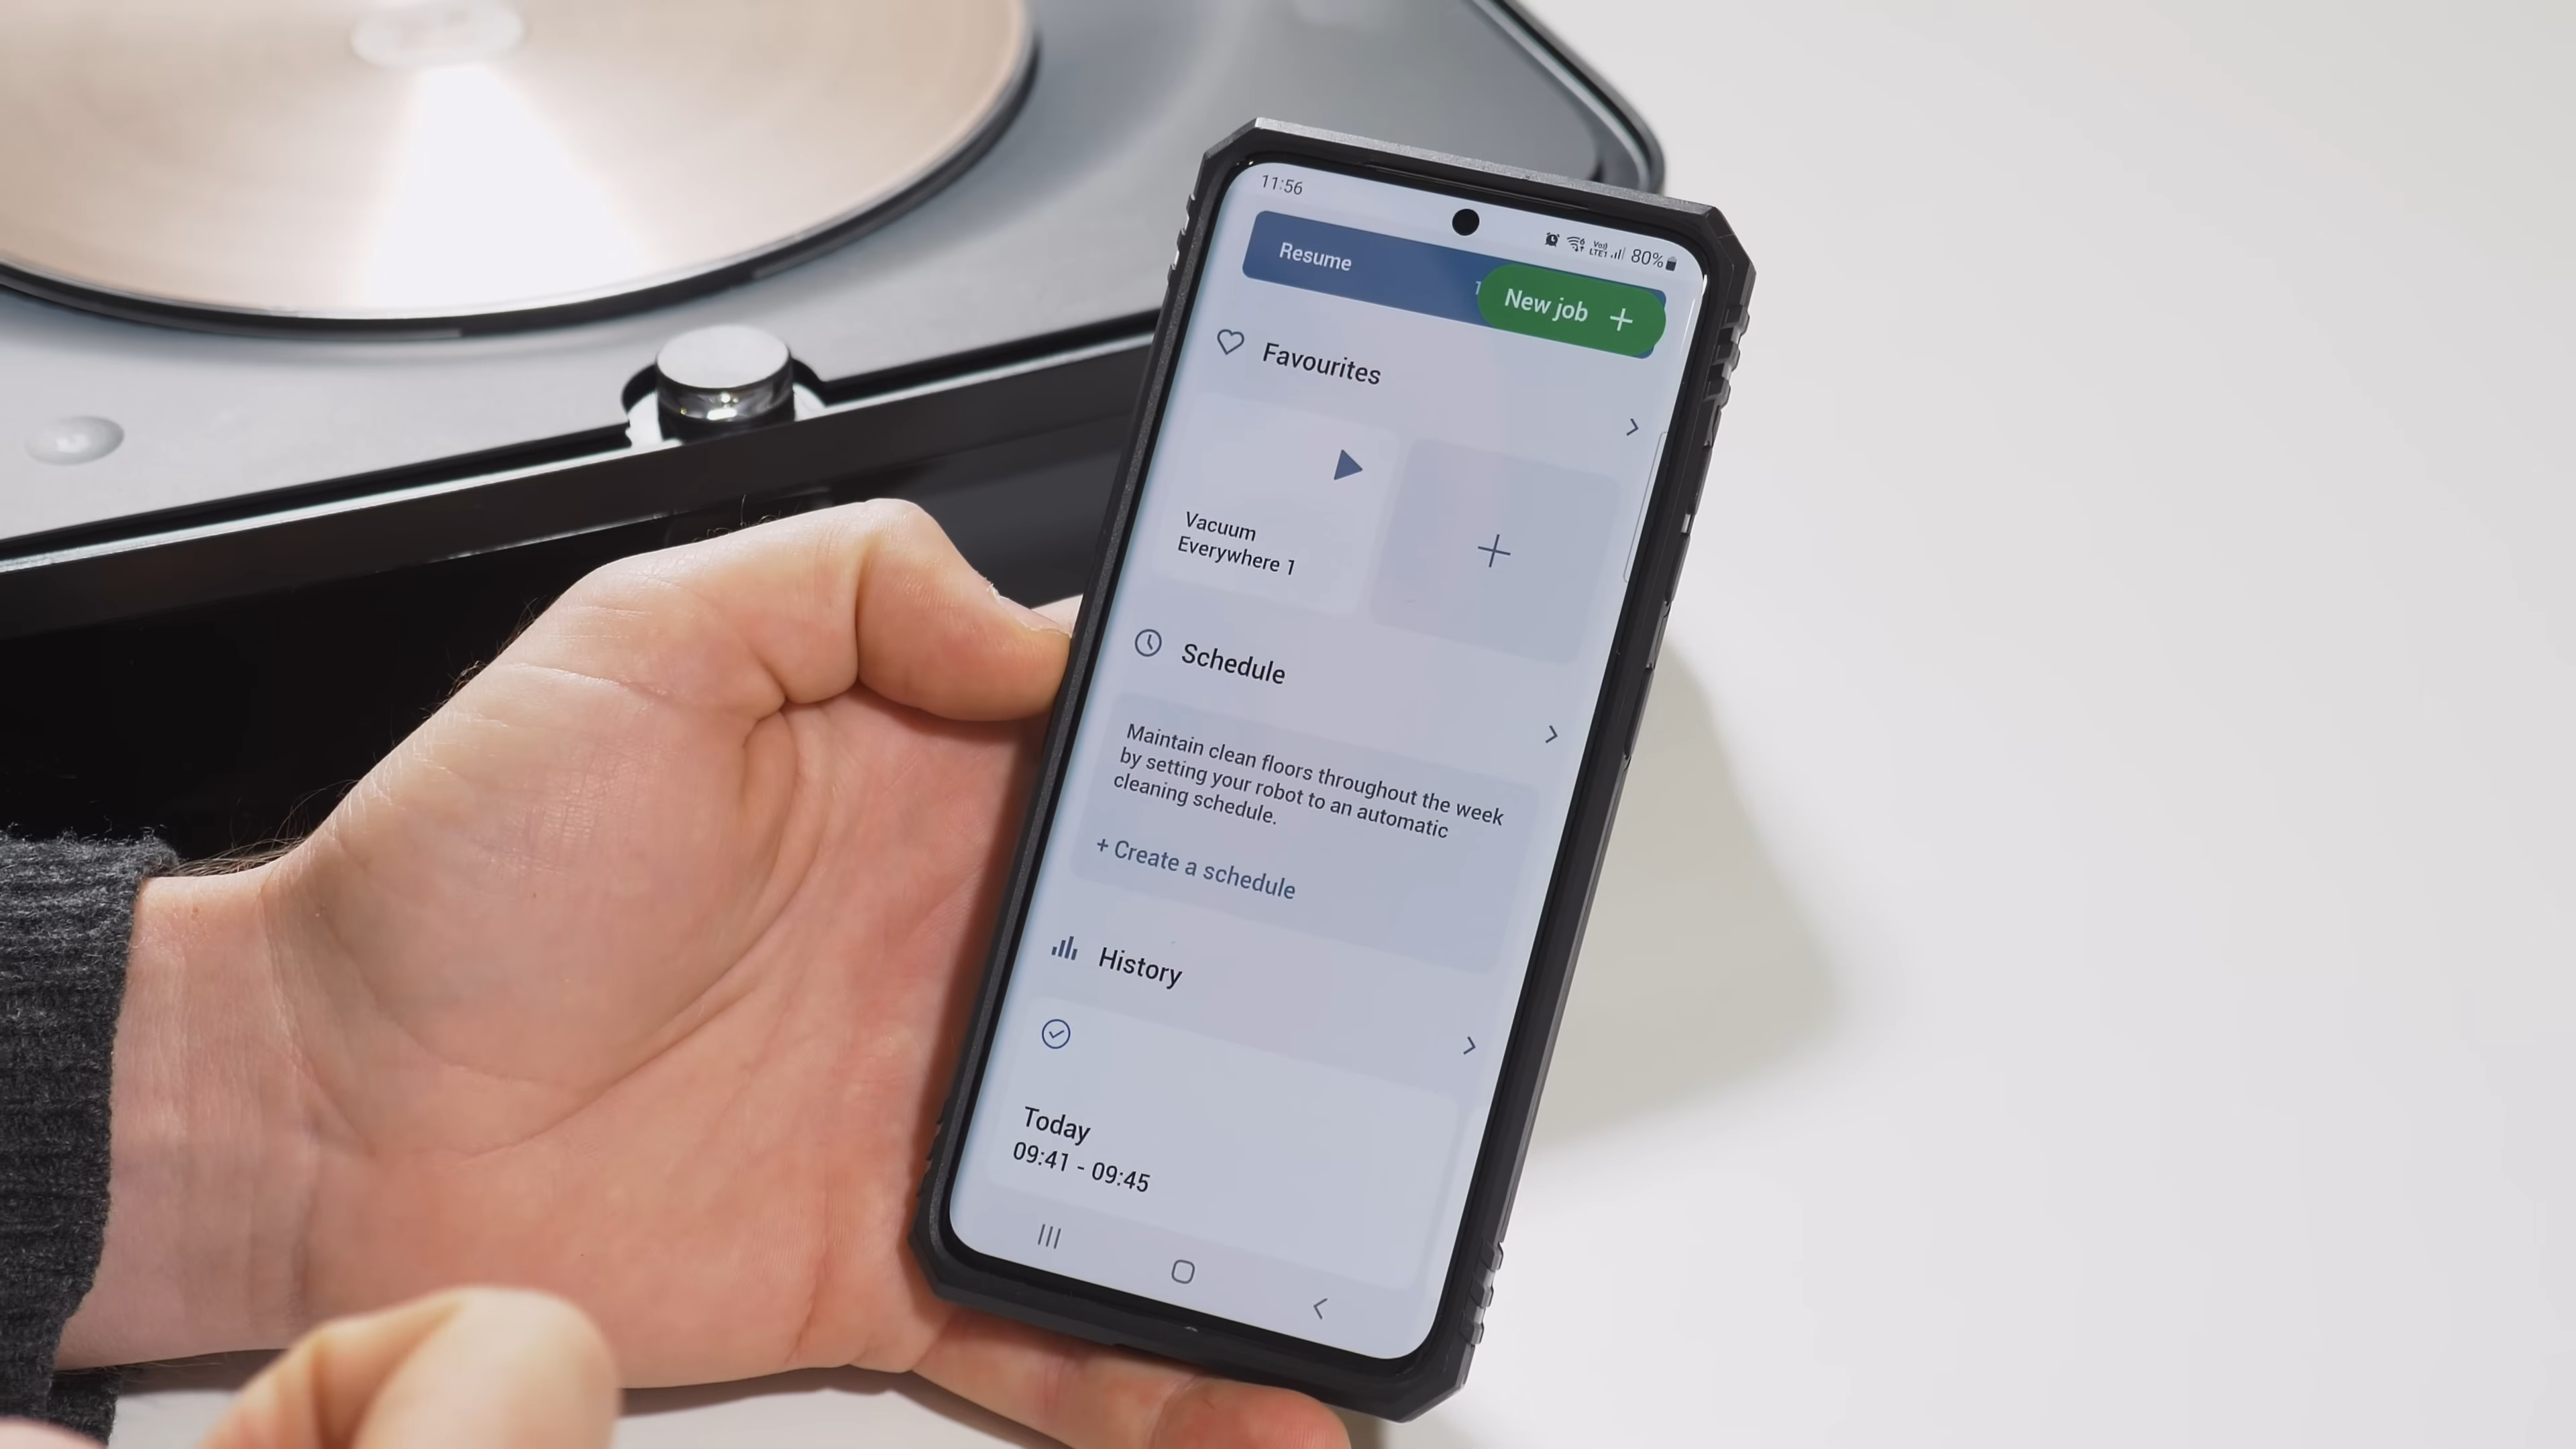 11:56
80%
Resume
New job
Favourites
Vacuum
Everywhere 1
Schedule
Maintain clean floors throughout the week
by setting your robot to an automatic
cleaning schedule.
+ Create a schedule
History
Today
09:41 - 09:45